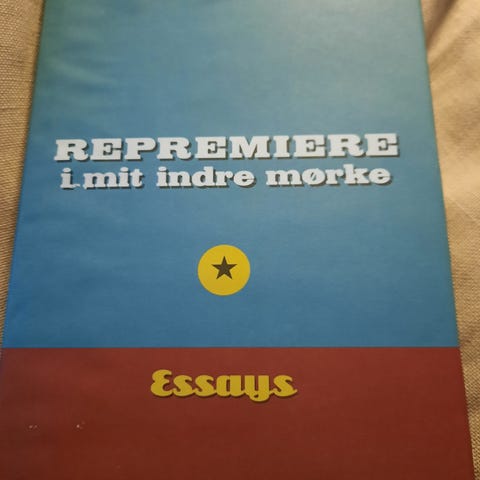 REPREMIERE
i mit indre mørke
Essays